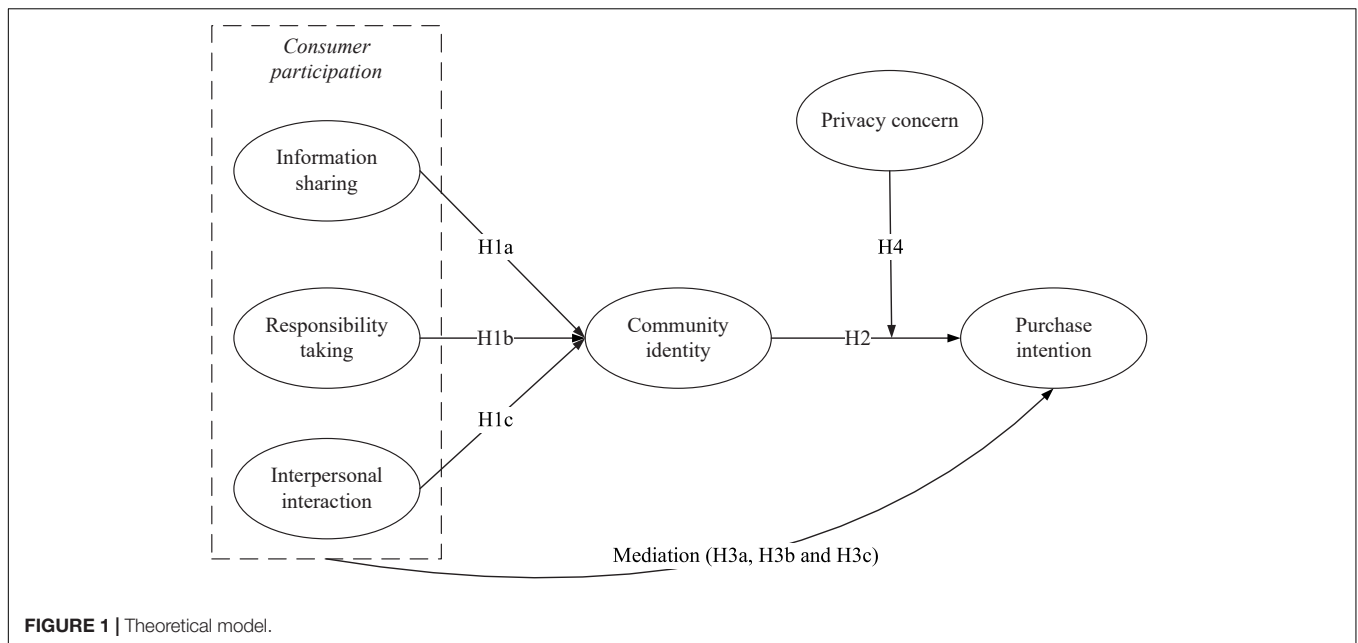 Consumer
participation
Information
sharing
Privacy concern
H1a
H4
Responsibility
taking
H1b
Community
identity
H2
Purchase
intention
H1c
Interpersonal
interaction
Mediation (H3a, H3b and H3c)
FIGURE 1 | Theoretical model.